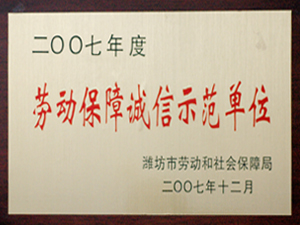 二〇〇七年度
劳动保障诚信示范单位
潍坊市劳动和社会保障局
二〇〇七年十二月